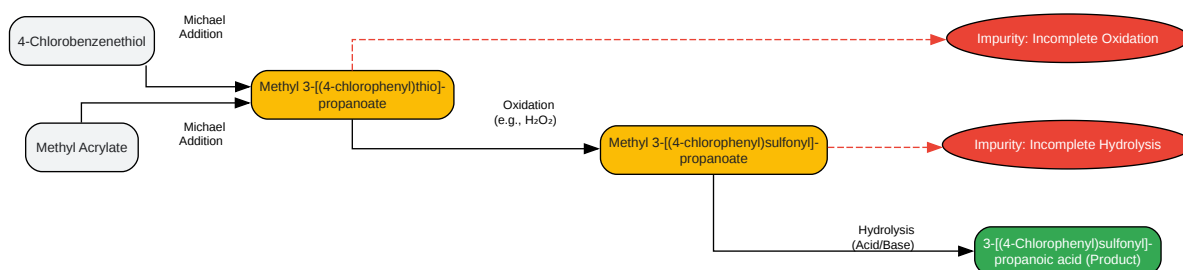 Michael
Addition
4-Chlorobenzenethiol
Impurity: Incomplete Oxidation
Methyl 3-[(4-chlorophenyl)thio]-
propanoate
Oxidation
(e.g., H₂O₂)
Michael
Addition
Methyl Acrylate
Methyl 3-[(4-chlorophenyl)sulfonyl]-
propanoate
Impurity: Incomplete Hydrolysis
Hydrolysis
(Acid/Base)
3-[(4-Chlorophenyl)sulfonyl]-
propanoic acid (Product)